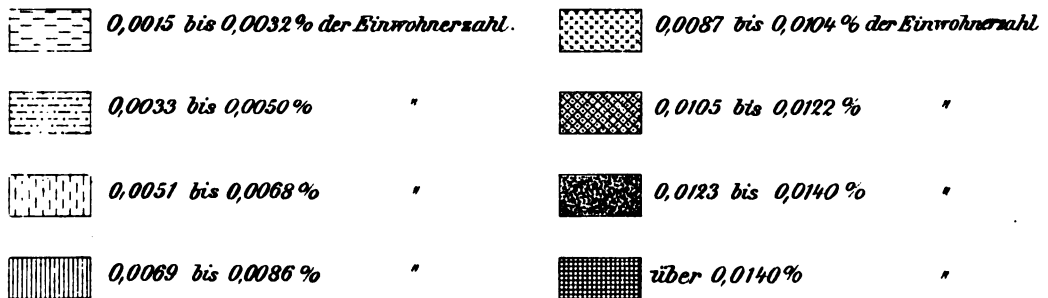 0,0015 bis 0,0032% der Einwohnerzahl.
0,0033 bis 0,0050% "
0,0051 bis 0,0068% "
0,0069 bis 0,0086% "
0,0087 bis 0,0104% der Einwohnerzahl
0,0105 bis 0,0122% "
0,0123 bis 0,0140% "
über 0,0140% "